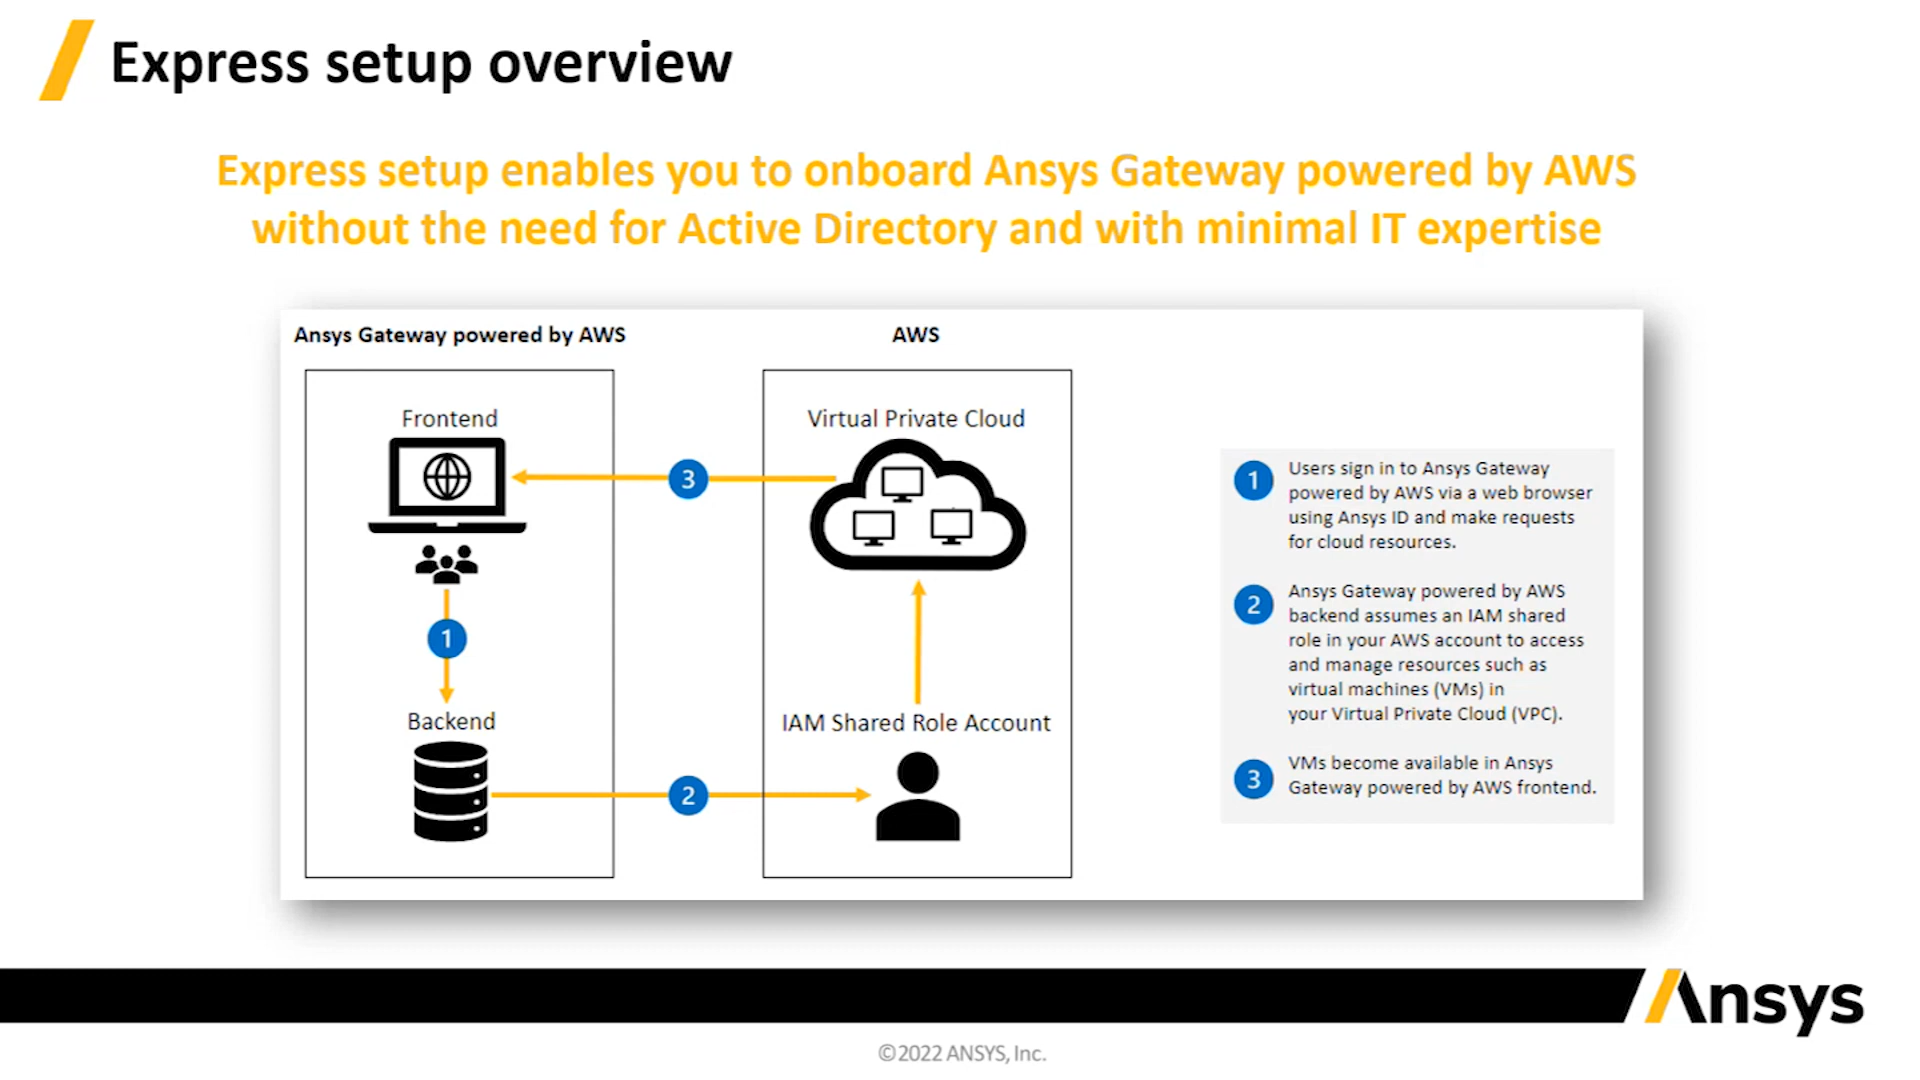 Express setup overview
Express setup enables you to onboard Ansys Gateway powered by AWS
without the need for Active Directory and with minimal IT expertise
Ansys Gateway powered by AWS
AWS
Frontend
Virtual Private Cloud
3
1
Backend
IAM Shared Role Account
2
1
Users sign in to Ansys Gateway
powered by AWS via a web browser
using Ansys ID and make requests
for cloud resources.
2
Ansys Gateway powered by AWS
backend assumes an IAM shared
role in your AWS account to access
and manage resources such as
virtual machines (VMs) in
your Virtual Private Cloud (VPC).
3
VMs become available in Ansys
Gateway powered by AWS frontend.
Ansys
©2022 ANSYS, Inc.